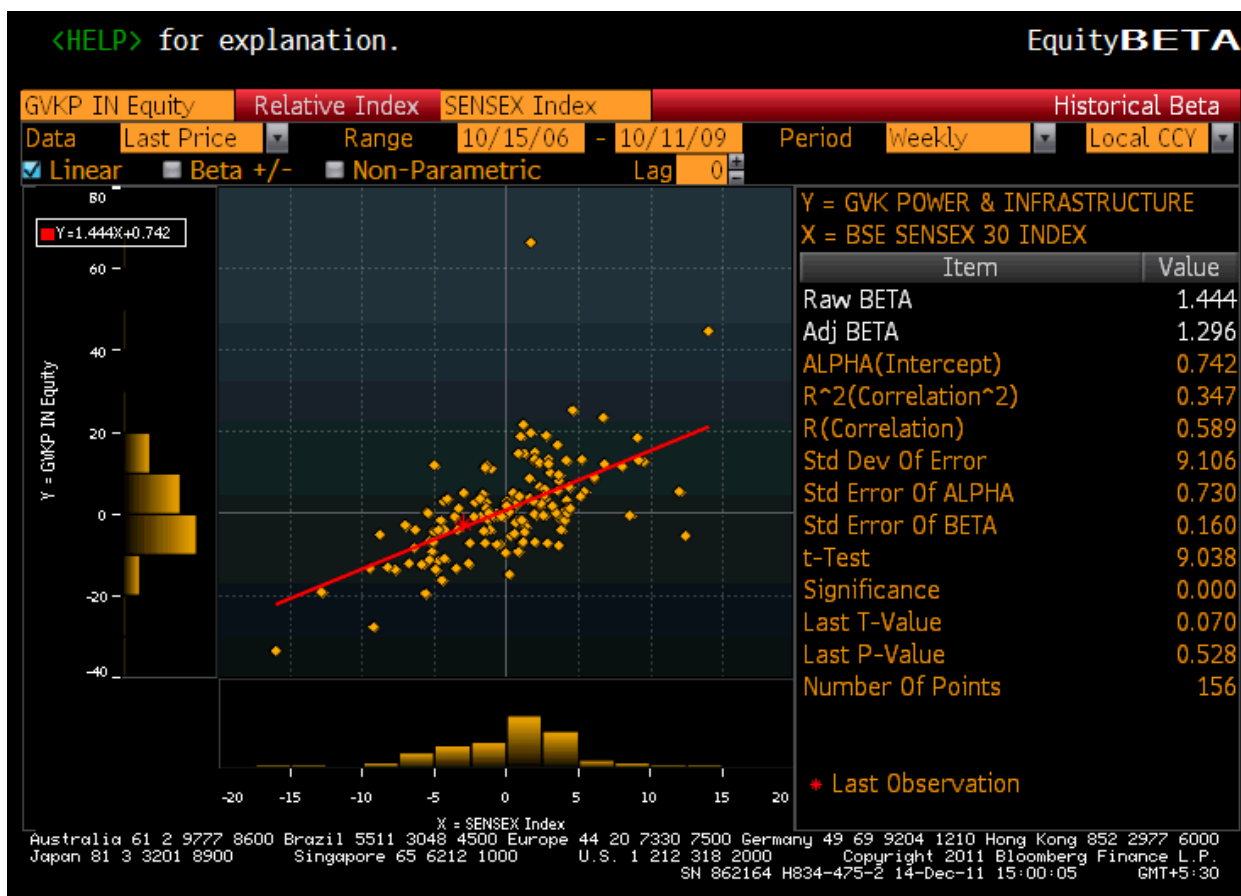 <HELP> for explanation. EquityBETA
GVKP IN Equity Relative Index SENSEX Index Historical Beta
Data Last Price Range 10/15/06 - 10/11/09 Period Weekly Local CCY
Linear Beta +/- Non-Parametric Lag 0
80
Y=1.444X+0.742
60
40
20
0
-20
-40
Y = GVKP IN Equity
-20 -15 -10 -5 0 5 10 15 20
X = SENSEX Index
Y = GVK POWER & INFRASTRUCTURE
X = BSE SENSEX 30 INDEX
Item Value
Raw BETA 1.444
Adj BETA 1.296
ALPHA(Intercept) 0.742
R^2(Correlation^2) 0.347
R(Correlation) 0.589
Std Dev Of Error 9.106
Std Error Of ALPHA 0.730
Std Error Of BETA 0.160
t-Test 9.038
Significance 0.000
Last T-Value 0.070
Last P-Value 0.528
Number Of Points 156
* Last Observation
Australia 61 2 9777 8600 Brazil 5511 3048 4500 Europe 44 20 7330 7500 Germany 49 69 9204 1210 Hong Kong 852 2977 6000
Japan 81 3 3201 8900 Singapore 65 6212 1000 U.S. 1 212 318 2000 Copyright 2011 Bloomberg Finance L.P.
SN 862164 H834-475-2 14-Dec-11 15:00:05 GMT+5:30